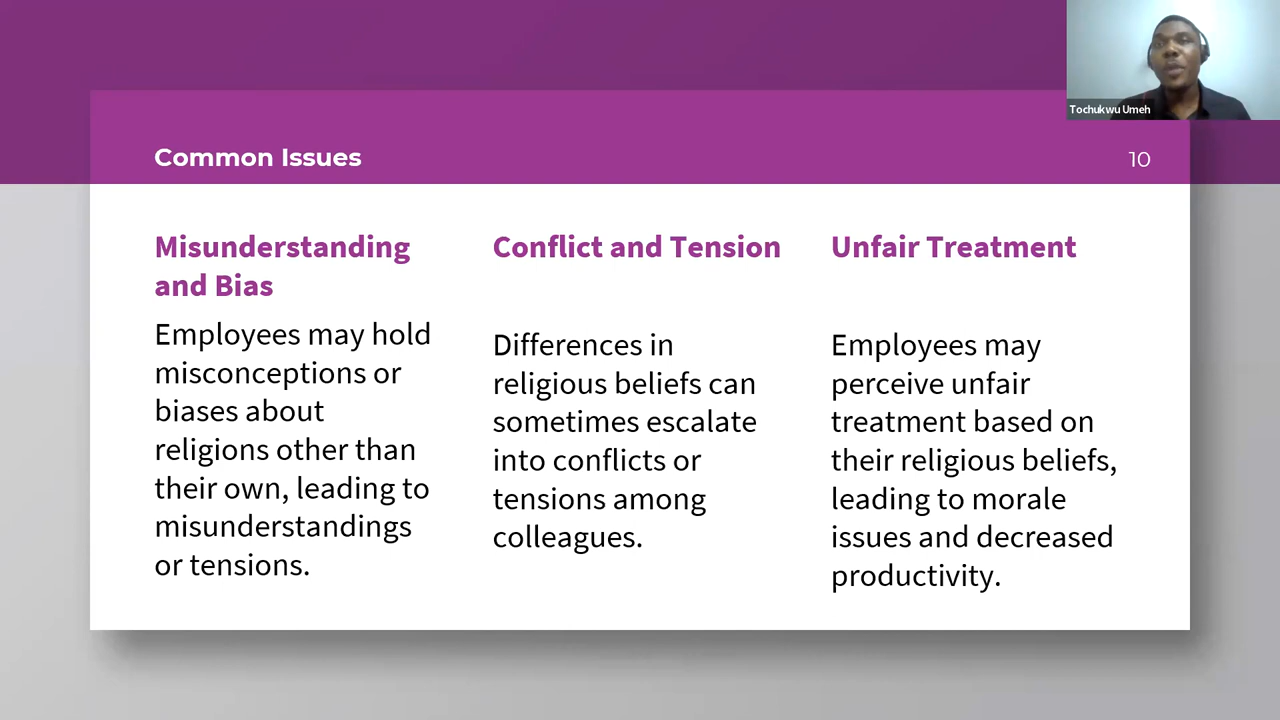 Tochukwu Umeh
Common Issues
10
Misunderstanding
and Bias
Employees may hold
misconceptions or
biases about
religions other than
their own, leading to
misunderstandings
or tensions.
Conflict and Tension
Differences in
religious beliefs can
sometimes escalate
into conflicts or
tensions among
colleagues.
Unfair Treatment
Employees may
perceive unfair
treatment based on
their religious beliefs,
leading to morale
issues and decreased
productivity.